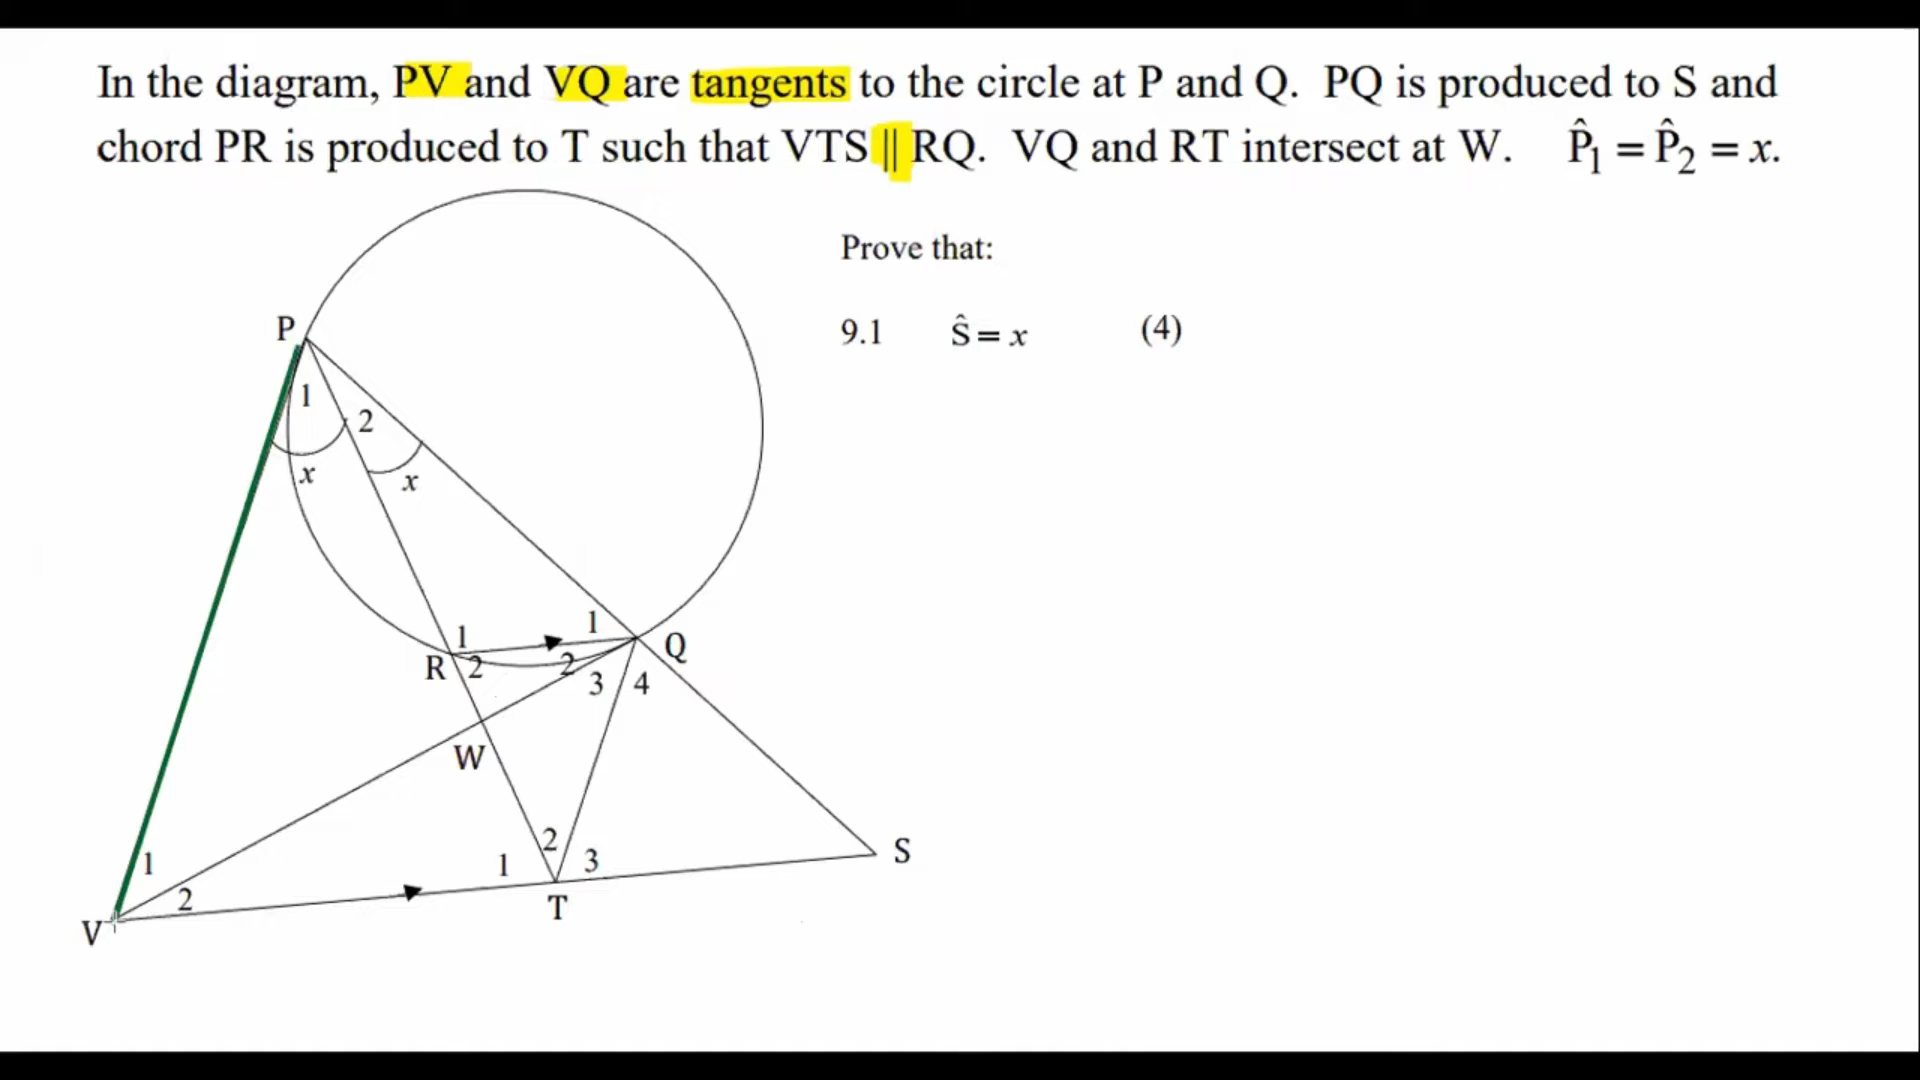 In the diagram, PV and VQ are tangents to the circle at P and Q. PQ is produced to S and
chord PR is produced to T such that VTS || RQ. VQ and RT intersect at W. P̂₁ = P̂₂ = x.
Prove that:
9.1 Ŝ = x (4)
P
1
2
x
x
1
1
Q
R
2
2
3
4
W
2
1
3
S
1
2
T
V